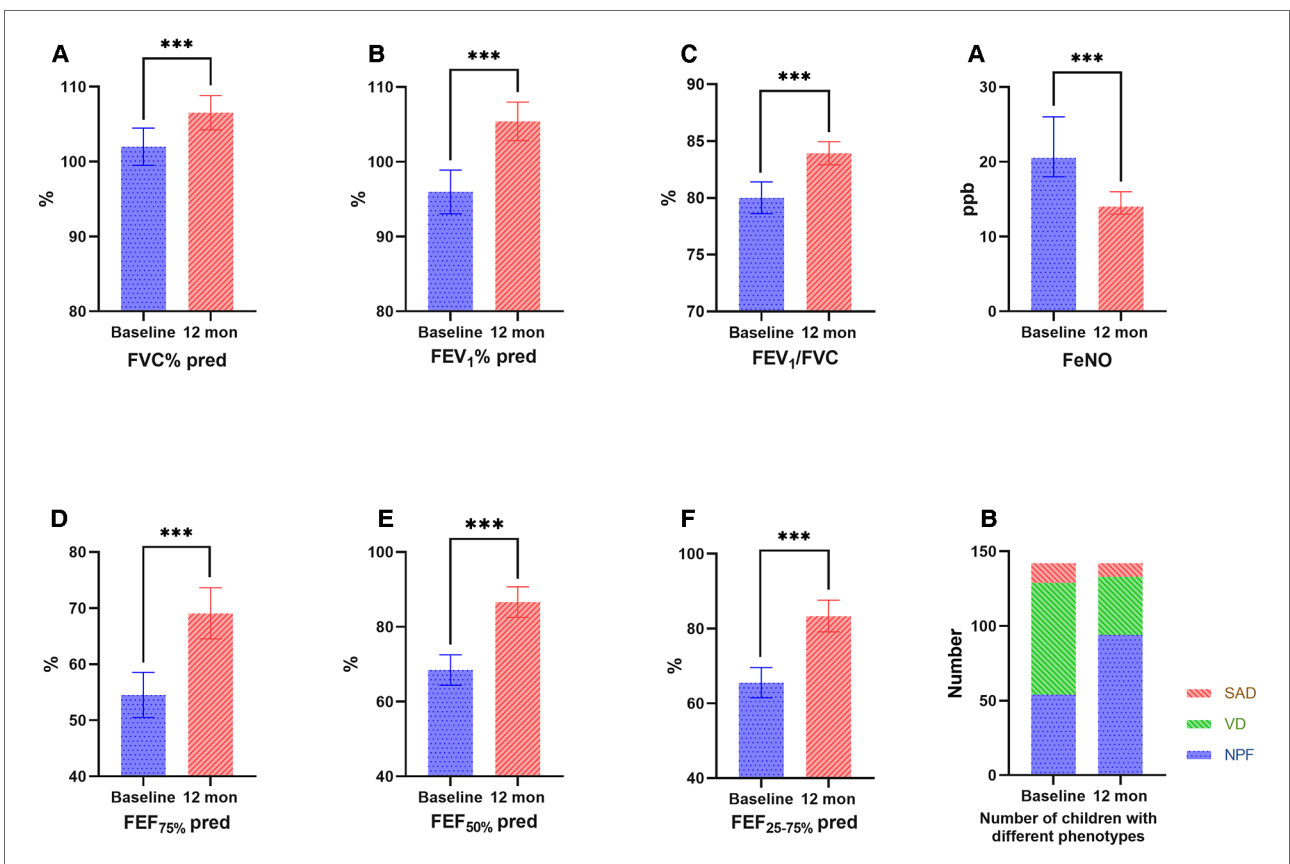 A
***
110
100
90
80
%
Baseline 12 mon
FVC% pred
B
***
110
100
90
80
%
Baseline 12 mon
FEV1% pred
C
***
90
85
80
75
70
%
Baseline 12 mon
FEV1/FVC
A
***
30
20
10
0
ppb
Baseline 12 mon
FeNO
D
***
80
70
60
50
40
%
Baseline 12 mon
FEF75% pred
E
***
100
80
60
40
%
Baseline 12 mon
FEF50% pred
F
***
100
80
60
40
%
Baseline 12 mon
FEF25-75% pred
B
150
100
50
0
Number
Baseline 12 mon
Number of children with
different phenotypes
SAD
VD
NPF